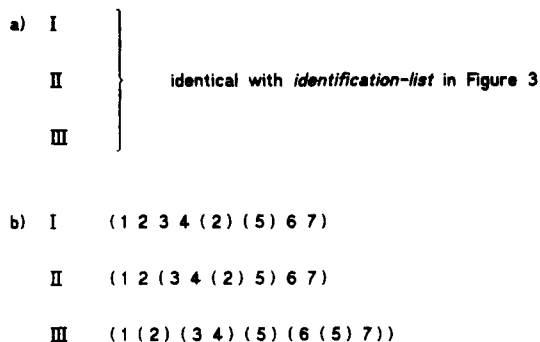 a) I
II identical with identification-list in Figure 3
III
b) I (1 2 3 4 (2) (5) 6 7)
II (1 2 (3 4 (2) 5) 6 7)
III (1 (2) (3 4) (5) (6 (5) 7))